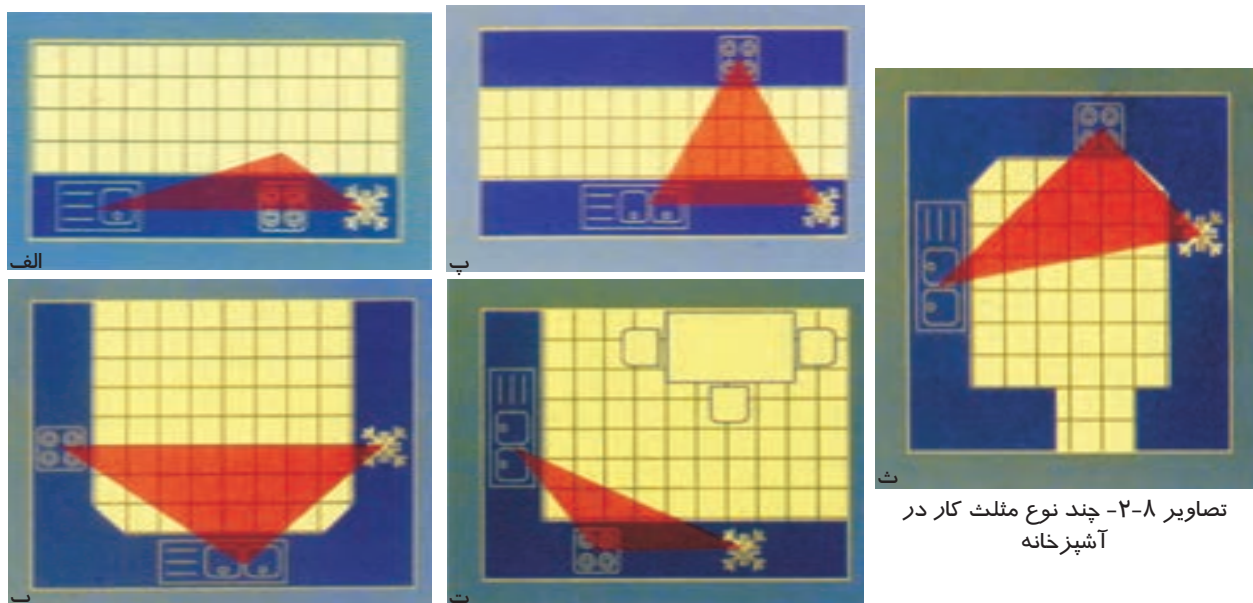 الف
پ
ب
ت
ث
تصاویر ۸-۲- چند نوع مثلث کار در
آشپزخانه